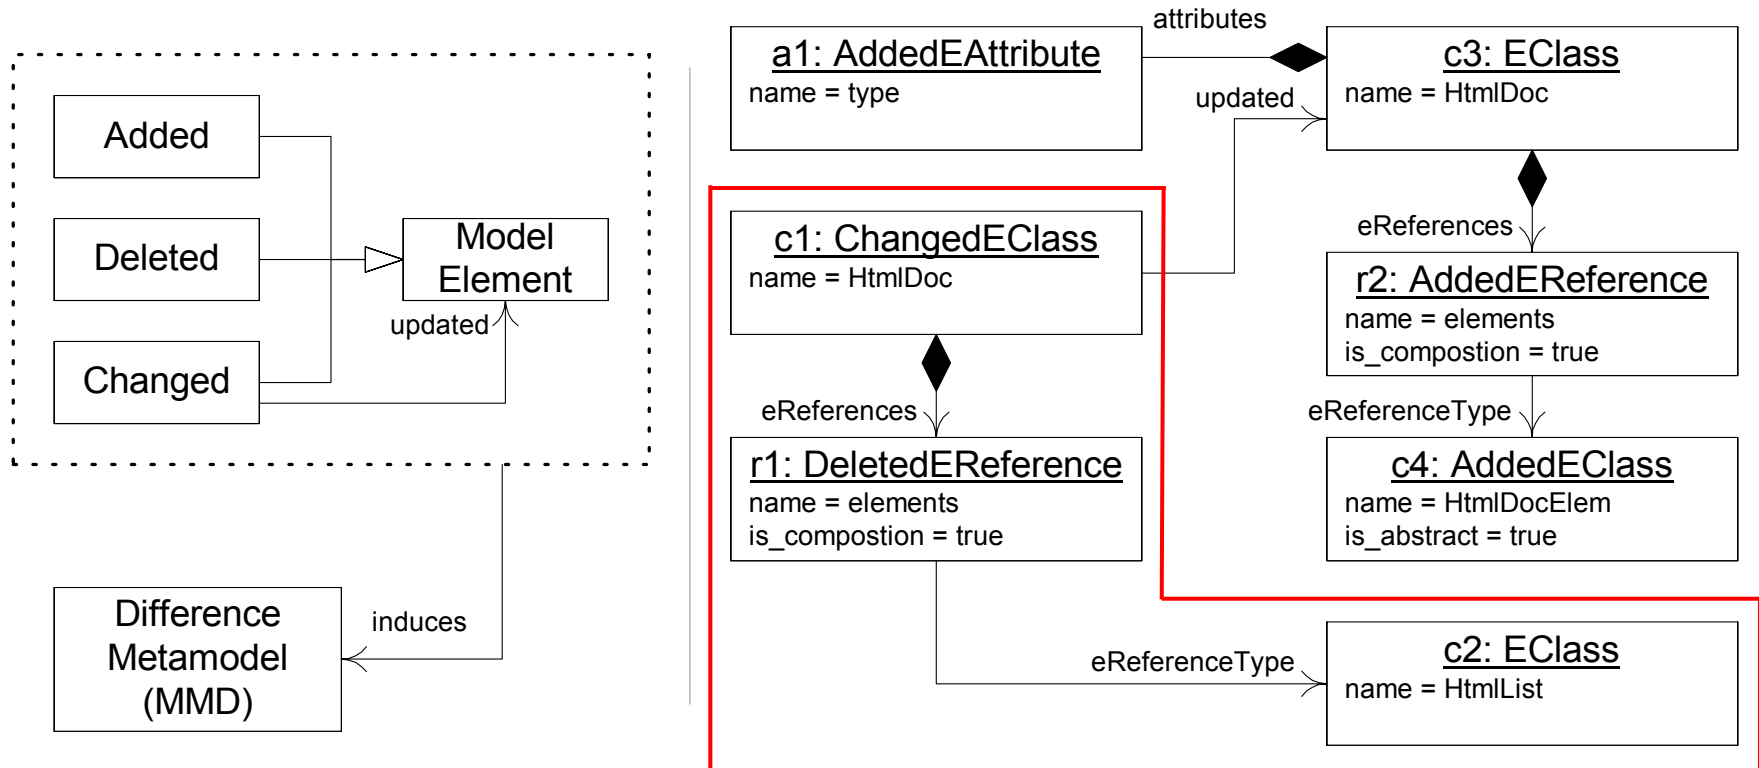 Added
Deleted
Changed
Model
Element
updated
Difference
Metamodel
(MMD)
induces
attributes
a1: AddedEAttribute
name = type
c3: EClass
name = HtmlDoc
updated
c1: ChangedEClass
name = HtmlDoc
eReferences
r2: AddedEReference
name = elements
is_compostion = true
eReferences
eReferenceType
r1: DeletedEReference
name = elements
is_compostion = true
c4: AddedEClass
name = HtmlDocElem
is_abstract = true
eReferenceType
c2: EClass
name = HtmlList